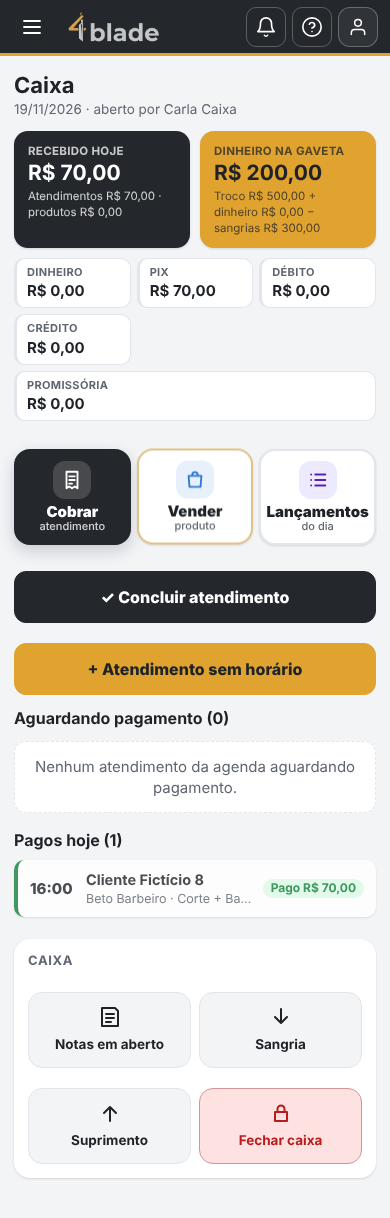 4blade
Caixa
19/11/2026 · aberto por Carla Caixa
RECEBIDO HOJE
R$ 70,00
Atendimentos R$ 70,00 ·
produtos R$ 0,00
DINHEIRO NA GAVETA
R$ 200,00
Troco R$ 500,00 +
dinheiro R$ 0,00 −
sangrias R$ 300,00
DINHEIRO
R$ 0,00
PIX
R$ 70,00
DÉBITO
R$ 0,00
CRÉDITO
R$ 0,00
PROMISSÓRIA
R$ 0,00
Cobrar
atendimento
Vender
produto
Lançamentos
do dia
✓ Concluir atendimento
+ Atendimento sem horário
Aguardando pagamento (0)
Nenhum atendimento da agenda aguardando
pagamento.
Pagos hoje (1)
16:00
Cliente Fictício 8
Beto Barbeiro · Corte + Ba...
Pago R$ 70,00
CAIXA
Notas em aberto
Sangria
Suprimento
Fechar caixa